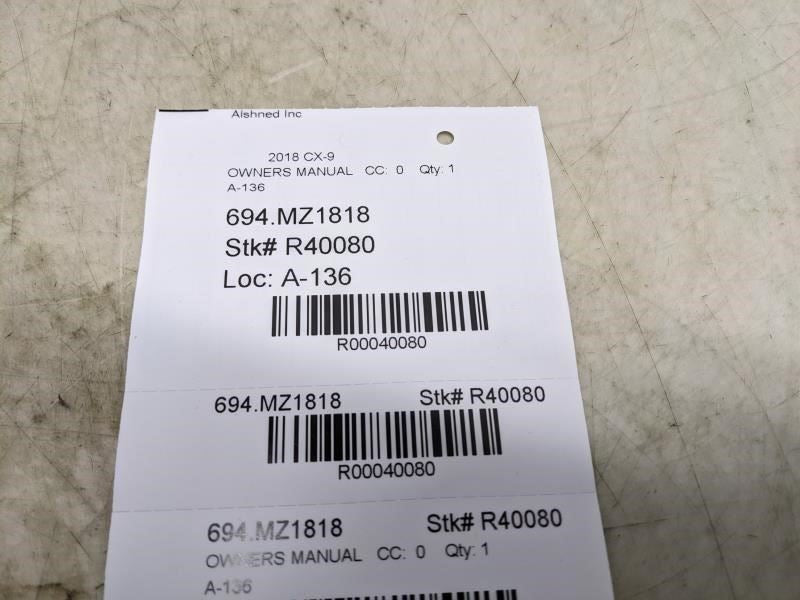 Alshned Inc
2018 CX-9
OWNERS MANUAL CC: 0 Qty: 1
A-136
694.MZ1818
Stk# R40080
Loc: A-136
R00040080
694.MZ1818 Stk# R40080
R00040080
694.MZ1818 Stk# R40080
OWNERS MANUAL CC: 0 Qty: 1
A-136